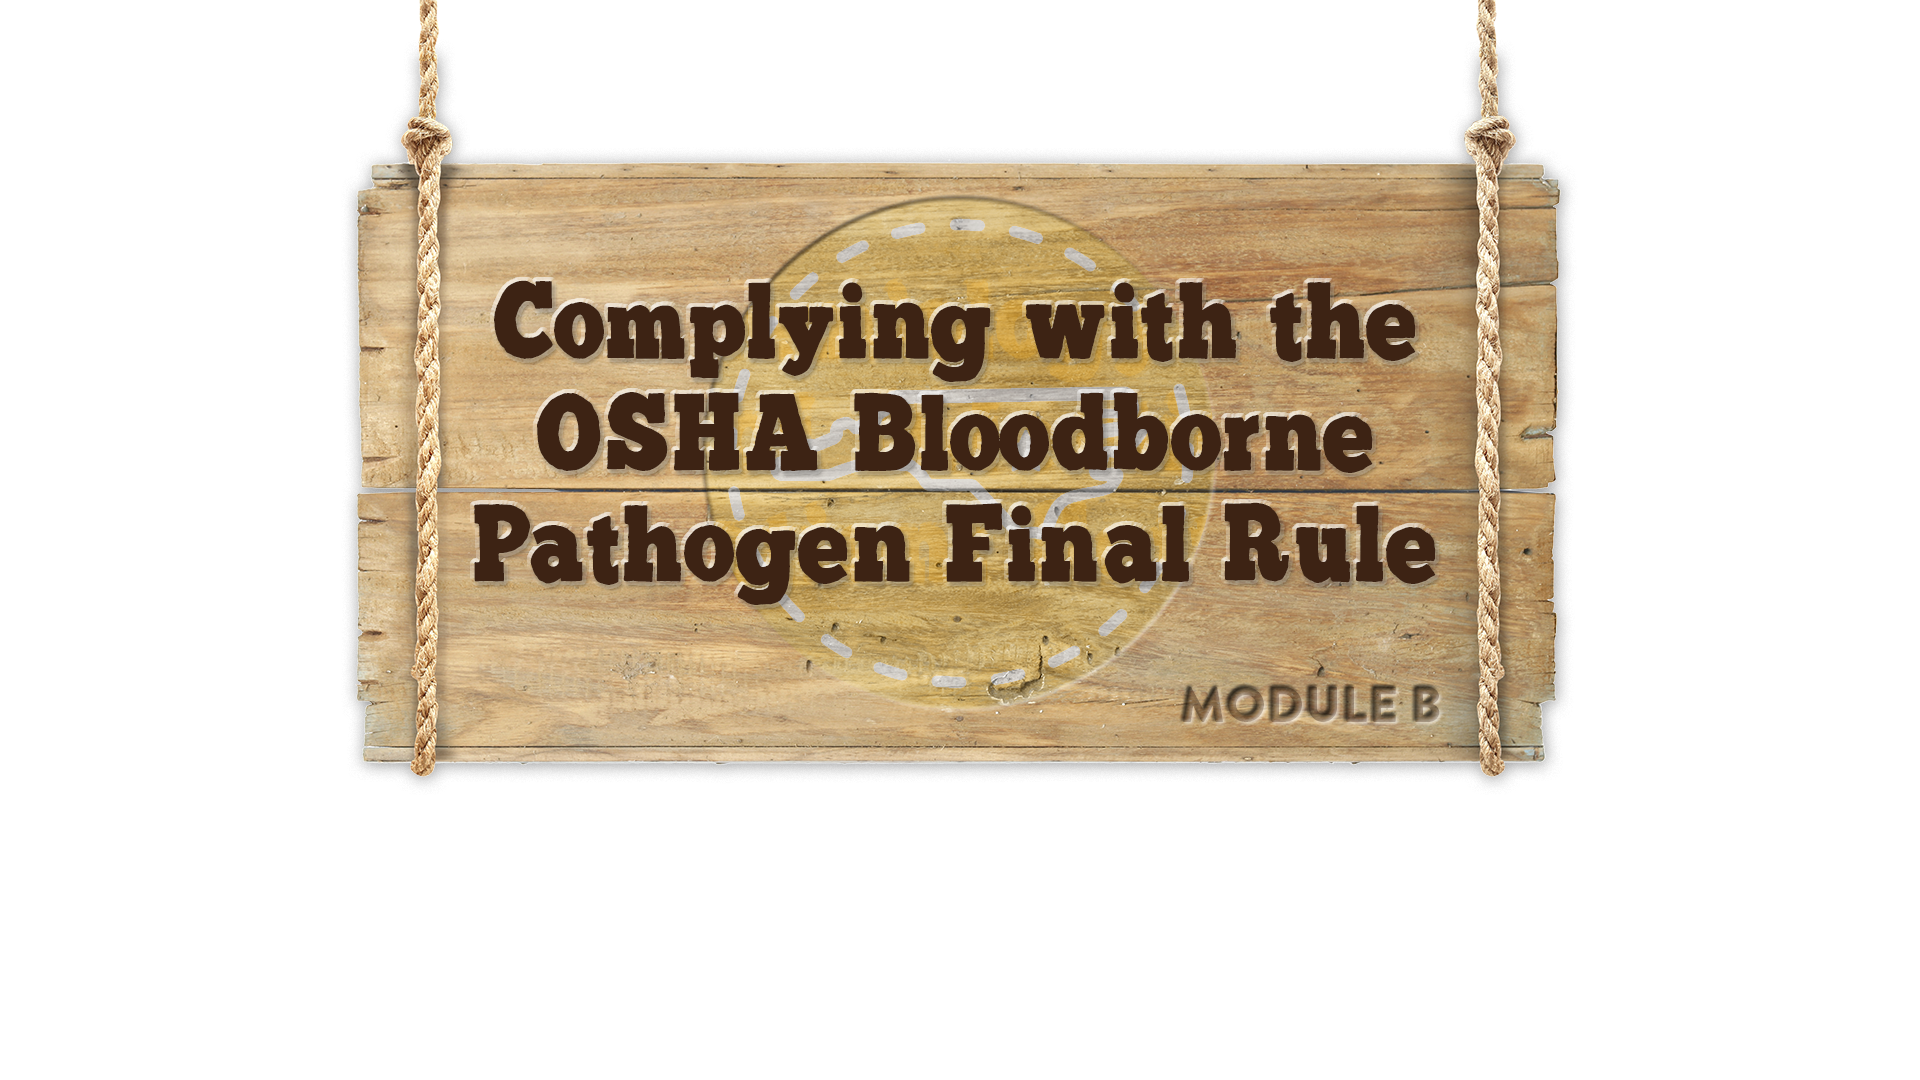 Complying with the
OSHA Bloodborne
Pathogen Final Rule
MODULE B